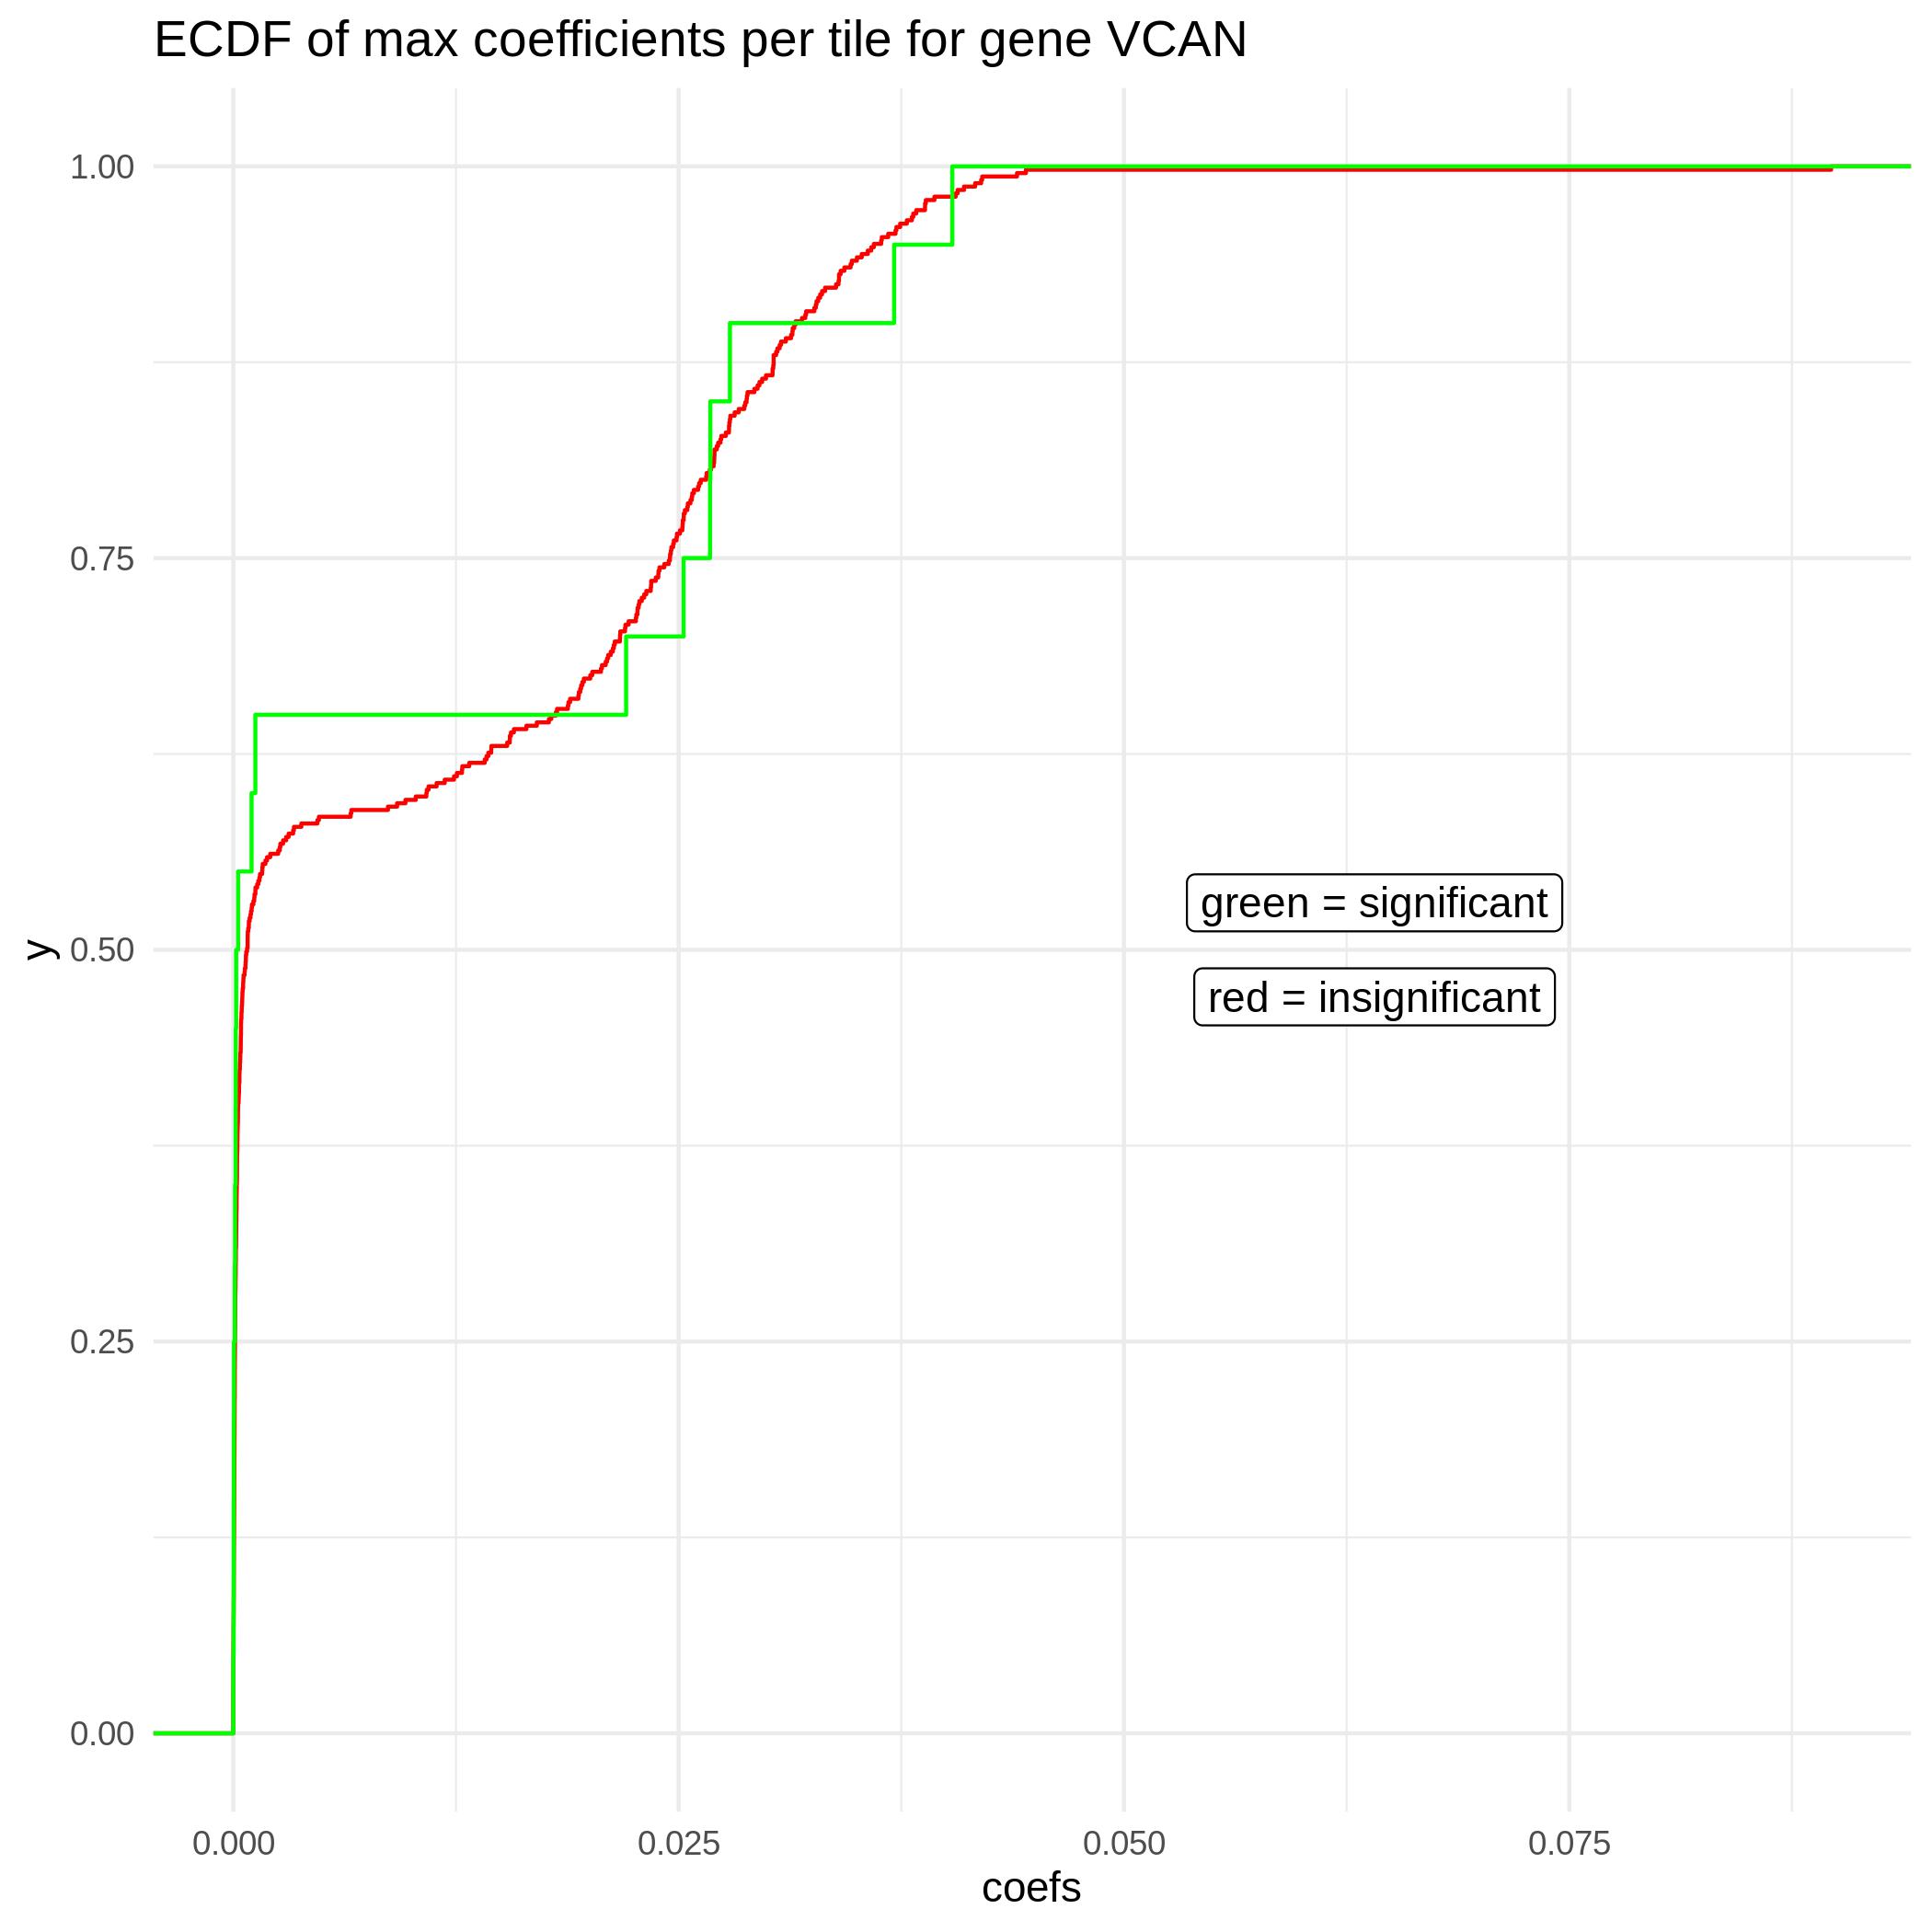 ECDF of max coefficients per tile for gene VCAN
1.00
0.75
0.50
0.25
0.00
y
green = significant
red = insignificant
0.000 0.025 0.050 0.075
coefs